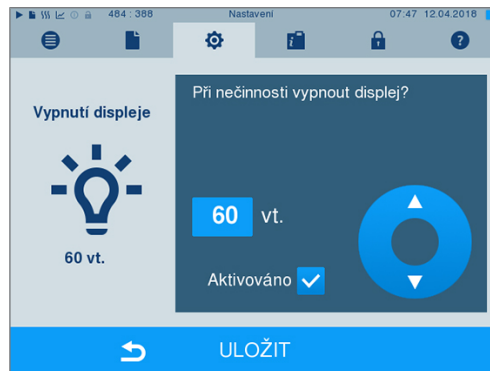 484 : 388 Nastavení 07:47 12.04.2018
Vypnutí displeje
60 vt.
Při nečinnosti vypnout displej?
60 vt.
Aktivováno
ULOŽIT